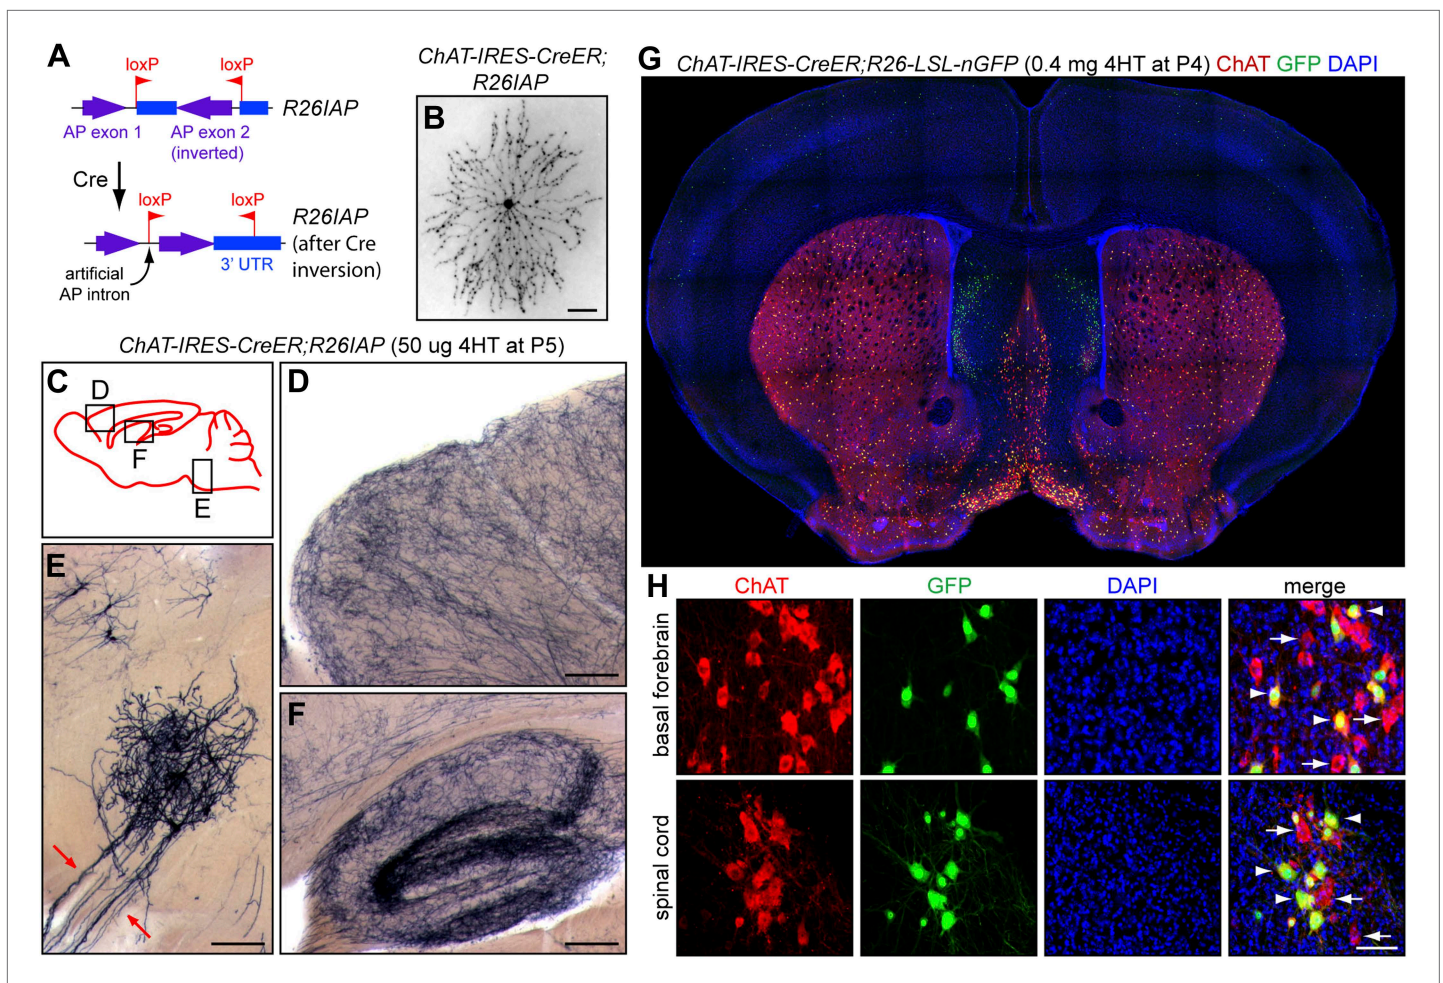 A
loxP
loxP
R26IAP
AP exon 1
AP exon 2
(inverted)
Cre
loxP
loxP
R26IAP
(after Cre
inversion)
3' UTR
artificial
AP intron
ChAT-IRES-CreER;
R26IAP
B
ChAT-IRES-CreER;R26IAP (50 ug 4HT at P5)
C
D
F
E
D
E
F
G
ChAT-IRES-CreER;R26-LSL-nGFP (0.4 mg 4HT at P4) ChAT GFP DAPI
H
ChAT
GFP
DAPI
merge
basal forebrain
spinal cord